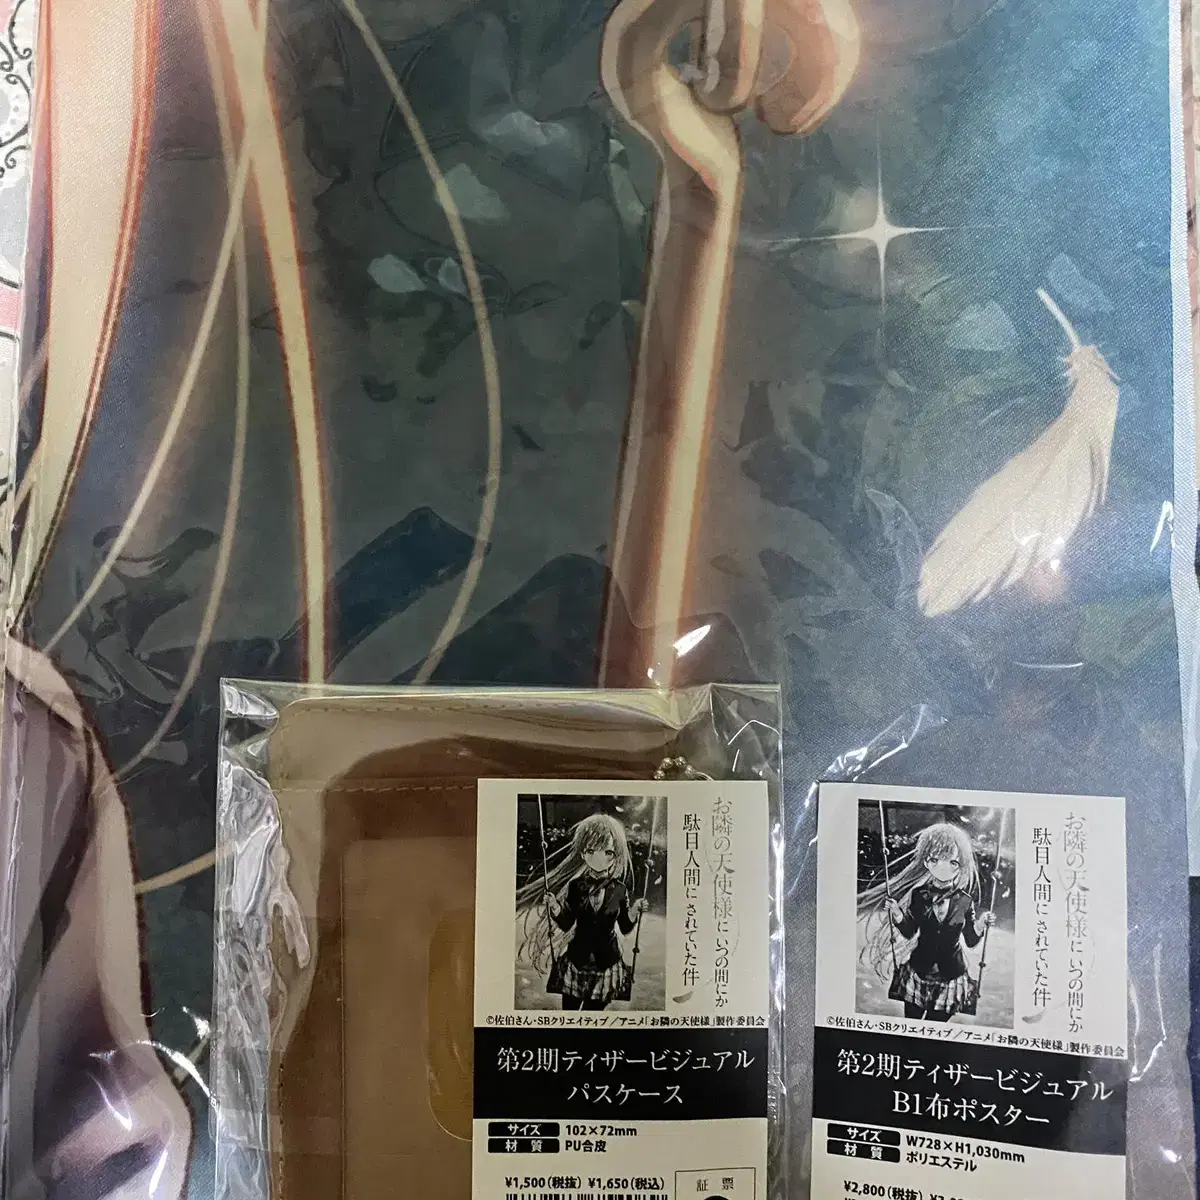 お隣の天使様にいつの間にか
駄目人間にされていた件
©佐伯さん・SBクリエイティブ/アニメ「お隣の天使様」製作委員会
第2期ティザービジュアル
パスケース
サイズ 102×72mm
材質 PU合皮
¥1,500(税抜) ¥1,650(税込)
証票
お隣の天使様にいつの間にか
駄目人間にされていた件
©佐伯さん・SBクリエイティブ/アニメ「お隣の天使様」製作委員会
第2期ティザービジュアル
B1布ポスター
サイズ W728×H1,030mm
材質 ポリエステル
¥2,800(税抜)